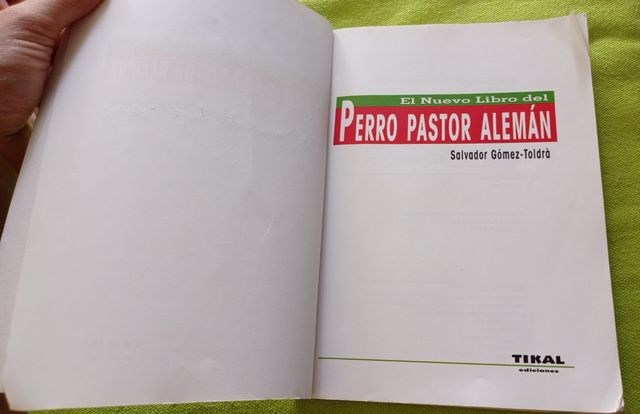 El Nuevo Libro del
PERRO PASTOR ALEMÁN
Salvador Gómez-Toldrà
TIKAL
ediciones